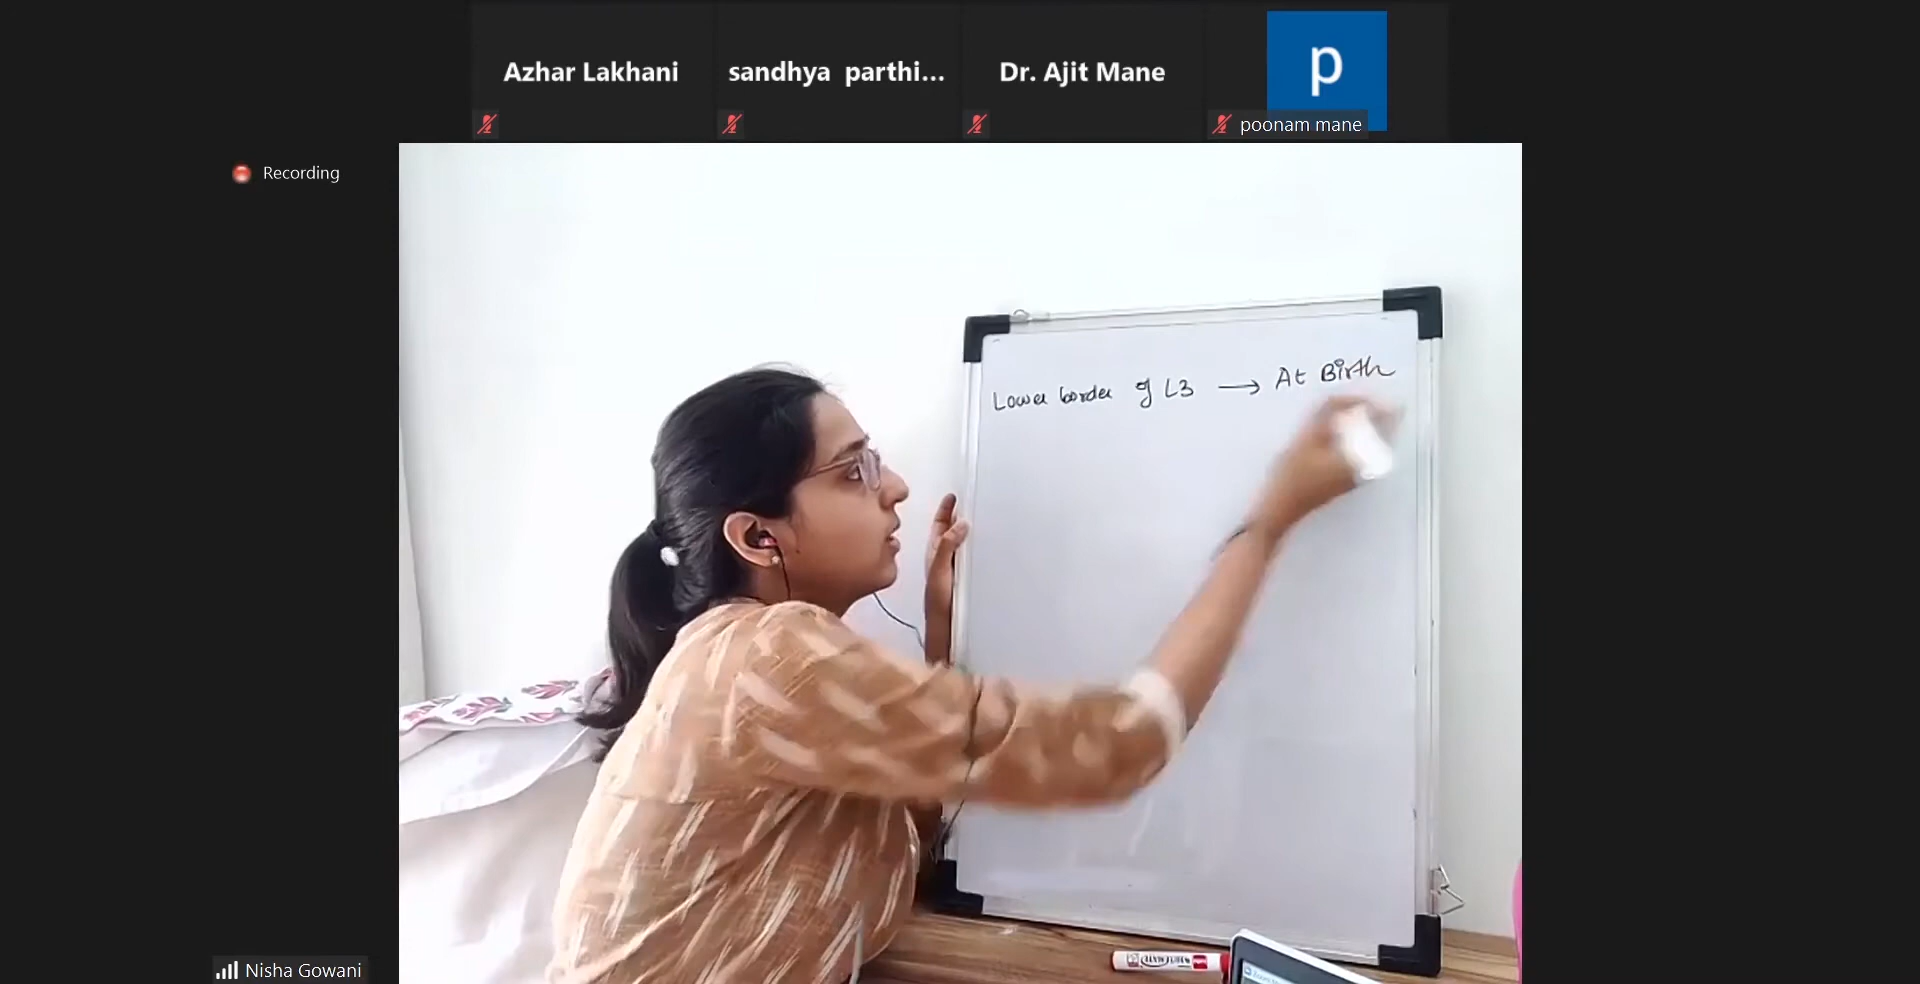 Azhar Lakhani
sandhya parthi...
Dr. Ajit Mane
p
poonam mane
Recording
Lower border of L3 → At Birth
Nisha Gowani